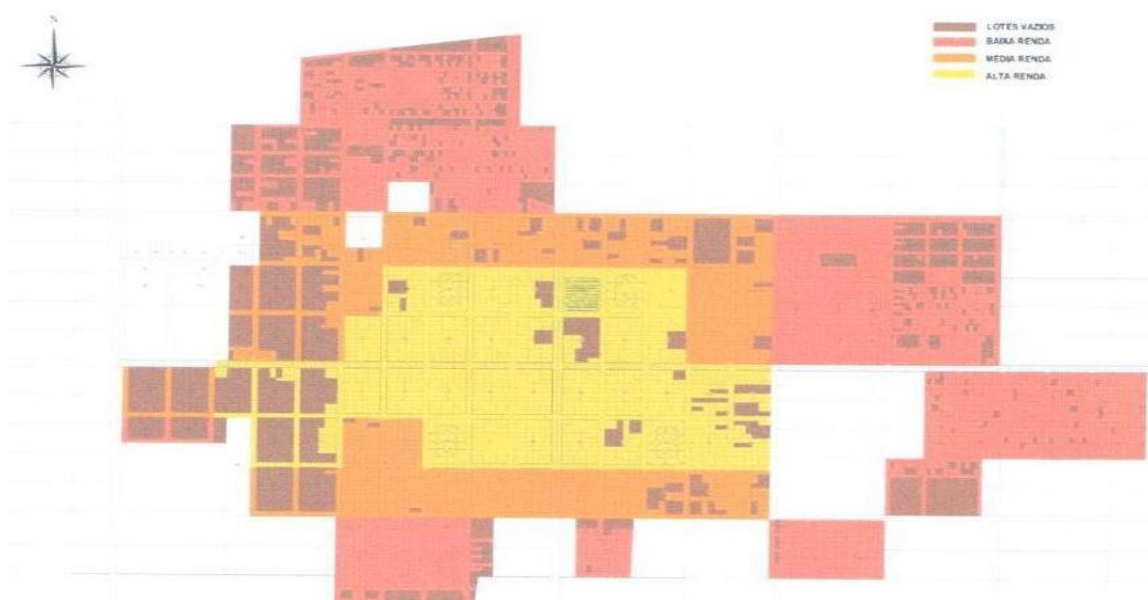 N
LOTES VAZIOS
BAIXA RENDA
MÉDIA RENDA
ALTA RENDA